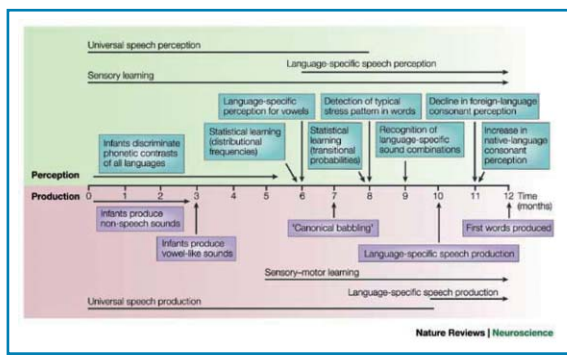 Universal speech perception
Language-specific speech perception
Sensory learning
Language-specific
perception for vowels
Detection of typical
stress pattern in words
Decline in foreign-language
consonant perception
Statistical learning
(distributional
frequencies)
Statistical
learning
(transitional
probabilities)
Recognition of
language-specific
sound combinations
Increase in
native-language
consonant
perception
Infants discriminate
phonetic contrasts
of all languages
Perception
Production
0 1 2 3 4 5 6 7 8 9 10 11 12 Time
(months)
Infants produce
non-speech sounds
Infants produce
vowel-like sounds
"Canonical babbling"
First words produced
Language-specific speech production
Sensory–motor learning
Language-specific speech production
Universal speech production
Nature Reviews | Neuroscience